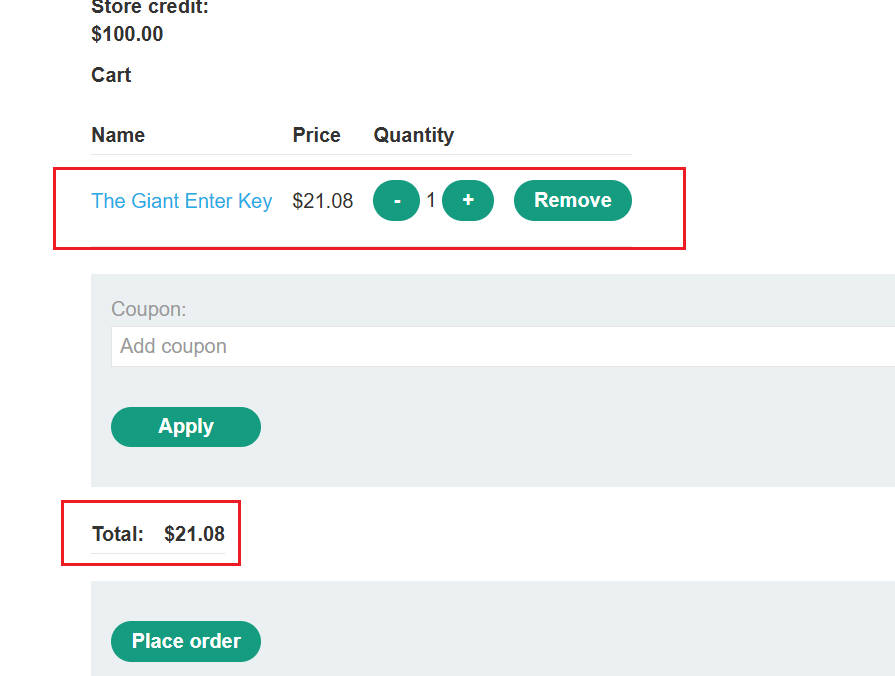 Store credit:
$100.00
Cart
Name Price Quantity
The Giant Enter Key $21.08 - 1 + Remove
Coupon:
Add coupon
Apply
Total: $21.08
Place order